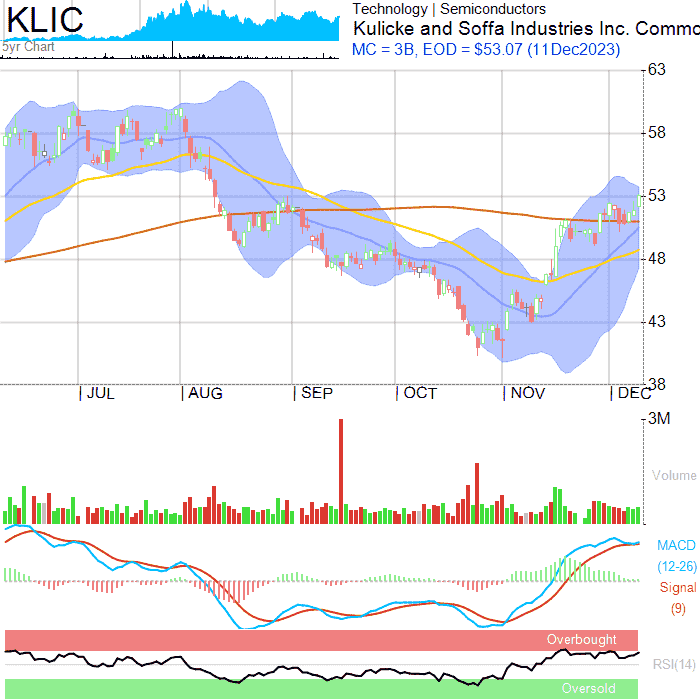 KLIC
5yr Chart
Technology | Semiconductors
Kulicke and Soffa Industries Inc. Commo
MC = 3B, EOD = $53.07 (11Dec2023)
63
58
53
48
43
38
| JUL | AUG | SEP | OCT | NOV | DEC
3M
Volume
MACD
(12-26)
Signal
(9)
Overbought
RSI(14)
Oversold